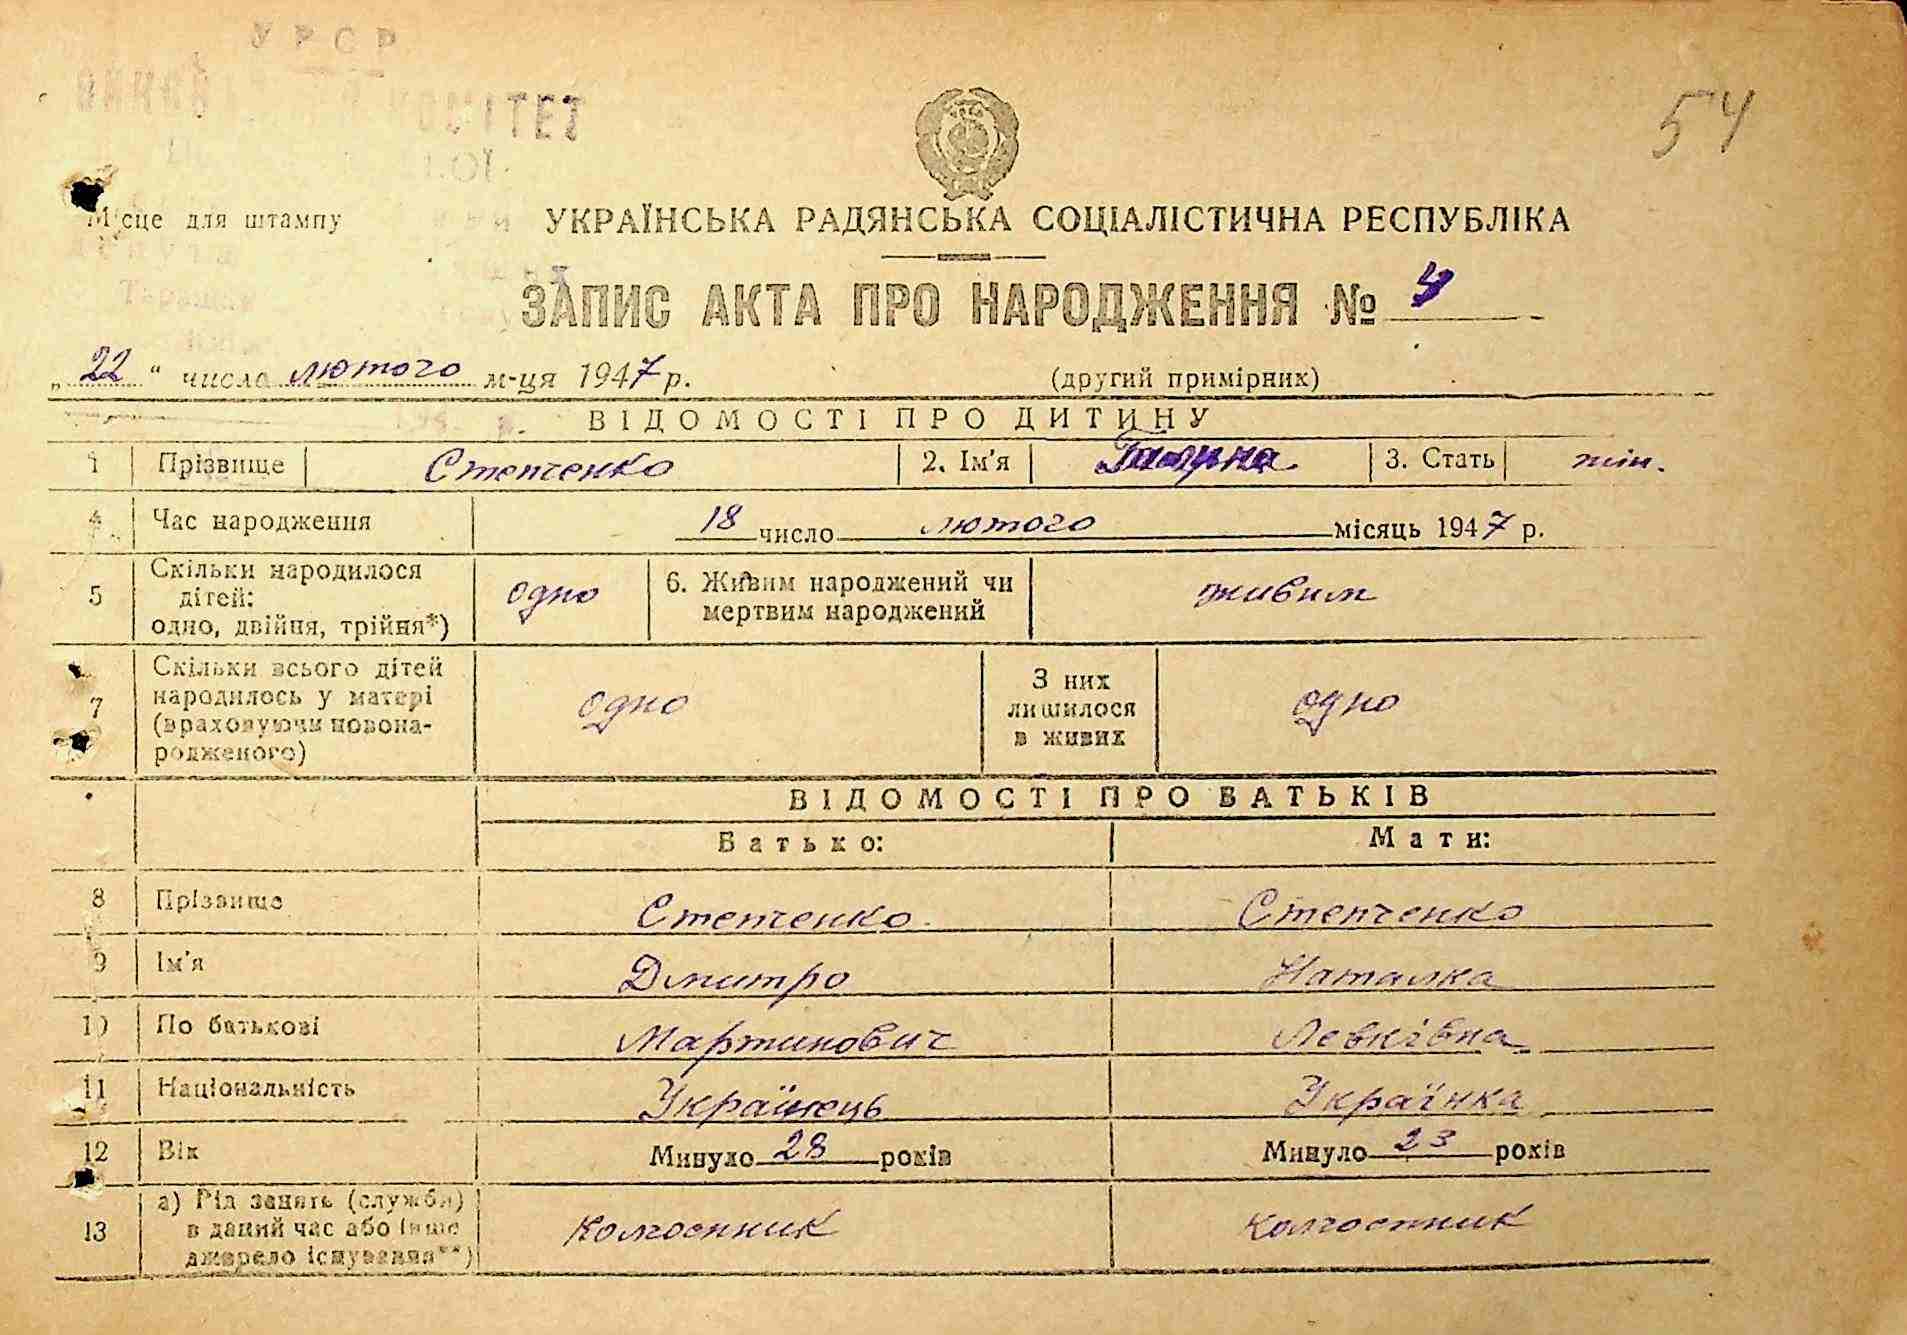 УРСР
КОМІТЕТ
54
Місце для штампу
УКРАЇНСЬКА РАДЯНСЬКА СОЦІАЛІСТИЧНА РЕСПУБЛІКА
ЗАПИС АКТА ПРО НАРОДЖЕННЯ № 4
„22“ числа лютого м-ця 1947 р. (другий примірник)
ВІДОМОСТІ ПРО ДИТИНУ
1 Прізвище Степченко 2. Ім'я Галина 3. Стать жін.
4 Час народження 18 число лютого місяць 1947 р.
5 Скільки народилося дітей: одно, двійня, трійня*) одно 6. Живим народжений чи мертвим народжений живим
7 Скільки всього дітей народилось у матері (враховуючи новонародженого) одно З них лишилося в живих одно
ВІДОМОСТІ ПРО БАТЬКІВ
Батько: Мати:
8 Прізвище Степченко Степченко
9 Ім'я Дмитро Наталка
10 По батькові Мартинович Левківна
11 Національність Українець Українка
12 Вік Минуло 28 років Минуло 23 років
13 а) Рід занять (служби) в даний час або інше джерело існування**) колгоспник колгоспник